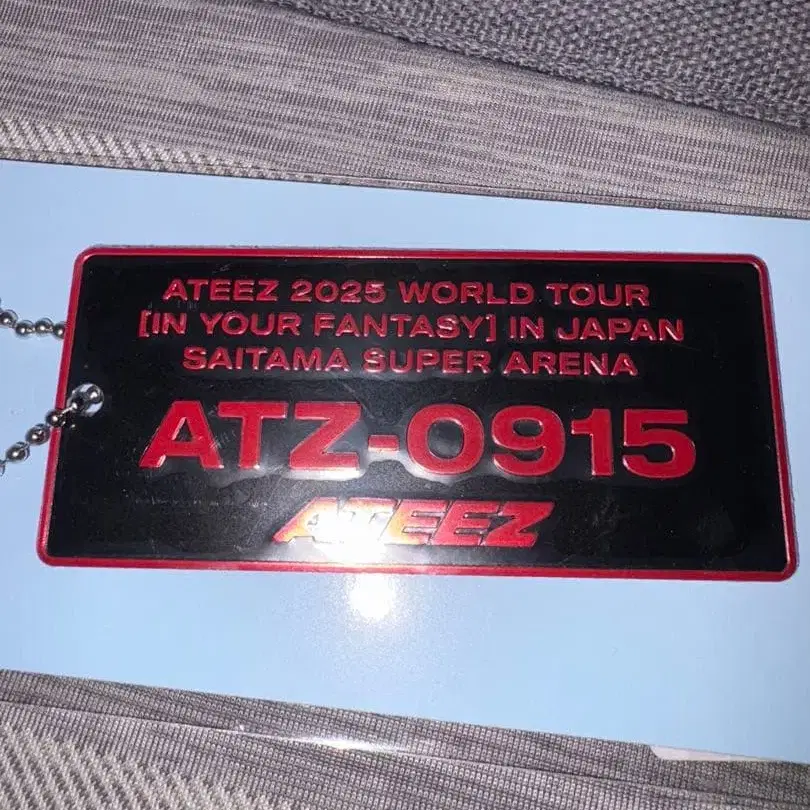 ATEEZ 2025 WORLD TOUR
[IN YOUR FANTASY] IN JAPAN
SAITAMA SUPER ARENA
ATZ-0915
ATEEZ